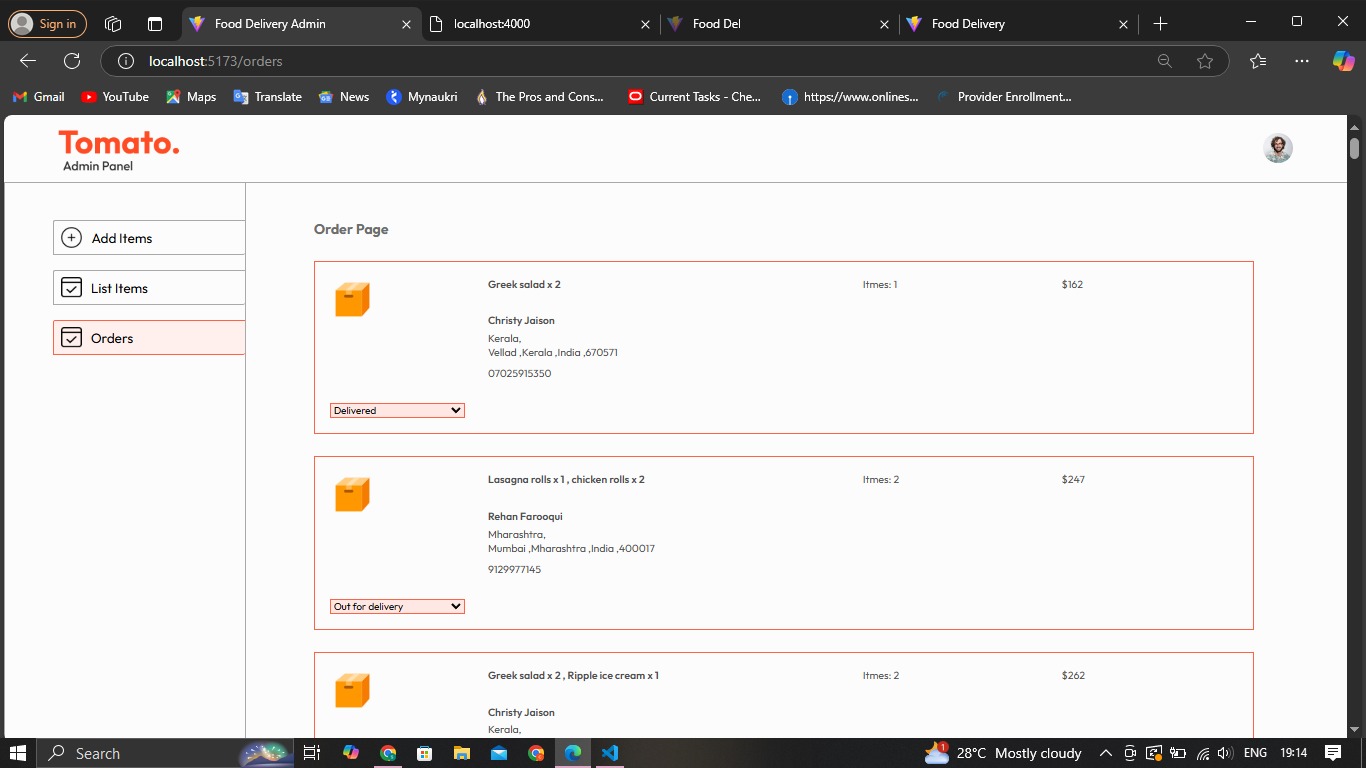 Sign in
Food Delivery Admin
localhost:4000
Food Del
Food Delivery
localhost:5173/orders
Gmail
YouTube
Maps
Translate
News
Mynaukri
The Pros and Cons...
Current Tasks - Che...
https://www.onlines...
Provider Enrollment...
Tomato.
Admin Panel
Add Items
List Items
Orders
Order Page
Greek salad x 2
Itmes: 1
$162
Christy Jaison
Kerala,
Vellad ,Kerala ,India ,670571
07025915350
Delivered
Lasagna rolls x 1 , chicken rolls x 2
Itmes: 2
$247
Rehan Farooqui
Mharashtra,
Mumbai ,Mharashtra ,India ,400017
9129977145
Out for delivery
Greek salad x 2 , Ripple ice cream x 1
Itmes: 2
$262
Christy Jaison
Kerala,
Search
1
28°C Mostly cloudy
ENG
19:14